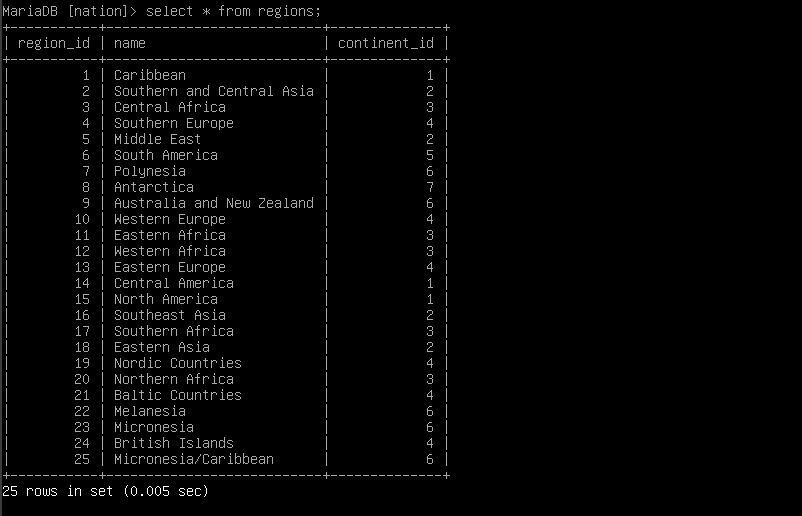 MariaDB [nation]> select * from regions;
+-----------+---------------------------+--------------+
| region_id | name                      | continent_id |
+-----------+---------------------------+--------------+
|         1 | Caribbean                 |            1 |
|         2 | Southern and Central Asia |            2 |
|         3 | Central Africa            |            3 |
|         4 | Southern Europe           |            4 |
|         5 | Middle East               |            2 |
|         6 | South America             |            5 |
|         7 | Polynesia                 |            6 |
|         8 | Antarctica                |            7 |
|         9 | Australia and New Zealand |            6 |
|        10 | Western Europe            |            4 |
|        11 | Eastern Africa            |            3 |
|        12 | Western Africa            |            3 |
|        13 | Eastern Europe            |            4 |
|        14 | Central America           |            1 |
|        15 | North America             |            1 |
|        16 | Southeast Asia            |            2 |
|        17 | Southern Africa           |            3 |
|        18 | Eastern Asia              |            2 |
|        19 | Nordic Countries          |            4 |
|        20 | Northern Africa           |            3 |
|        21 | Baltic Countries          |            4 |
|        22 | Melanesia                 |            6 |
|        23 | Micronesia                |            6 |
|        24 | British Islands           |            4 |
|        25 | Micronesia/Caribbean      |            6 |
+-----------+---------------------------+--------------+
25 rows in set (0.005 sec)